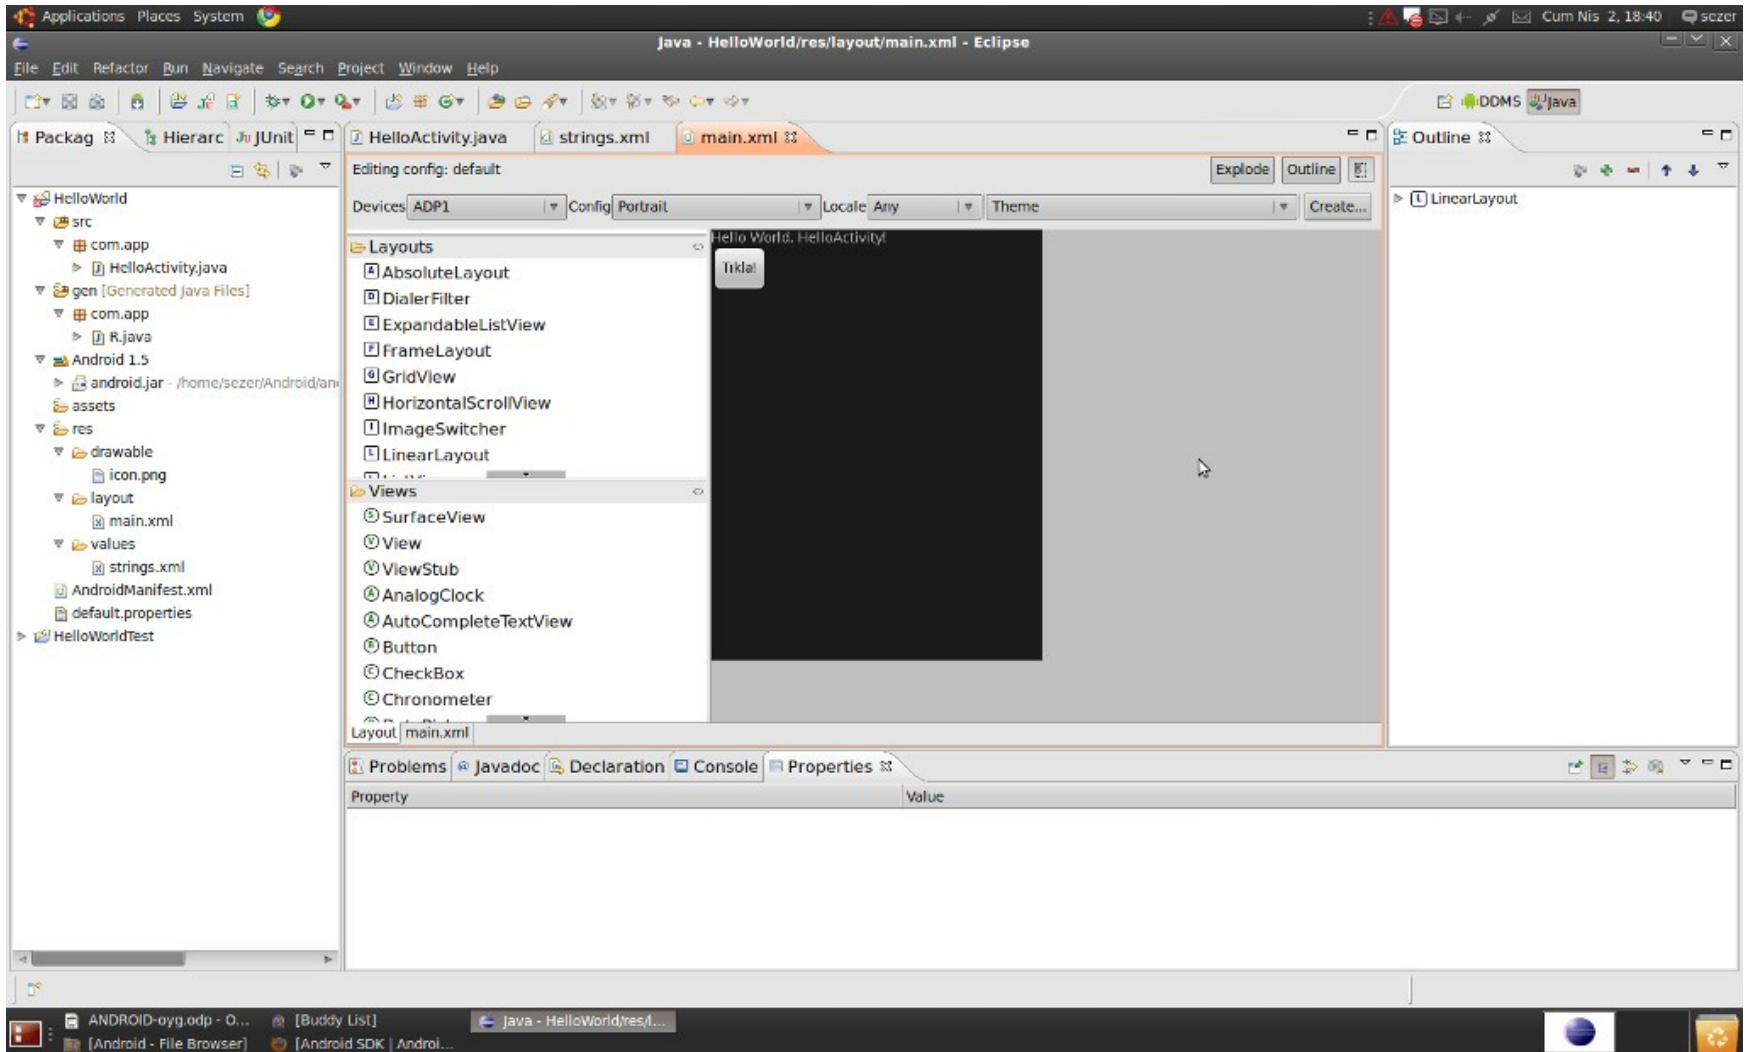 Applications Places System Cum Nis 2, 18:40 sezer
Java - HelloWorld/res/layout/main.xml - Eclipse
File Edit Refactor Run Navigate Search Project Window Help
DDMS Java
Packag Hierarc JUnit
HelloActivity.java strings.xml main.xml
Outline
Editing config: default Explode Outline
Devices ADP1 Config Portrait Locale Any Theme Create...
HelloWorld
src
com.app
HelloActivity.java
gen [Generated Java Files]
com.app
R.java
Android 1.5
android.jar - /home/sezer/Android/an
assets
res
drawable
icon.png
layout
main.xml
values
strings.xml
AndroidManifest.xml
default.properties
HelloWorldTest
Layouts
AbsoluteLayout
DialerFilter
ExpandableListView
FrameLayout
GridView
HorizontalScrollView
ImageSwitcher
LinearLayout
Views
SurfaceView
View
ViewStub
AnalogClock
AutoCompleteTextView
Button
CheckBox
Chronometer
Layout main.xml
Hello World, HelloActivity!
Tıkla!
LinearLayout
Problems Javadoc Declaration Console Properties
Property Value
ANDROID-oyg.odp - O... [Buddy List] Java - HelloWorld/res/l...
[Android - File Browser] [Android SDK | Androi...